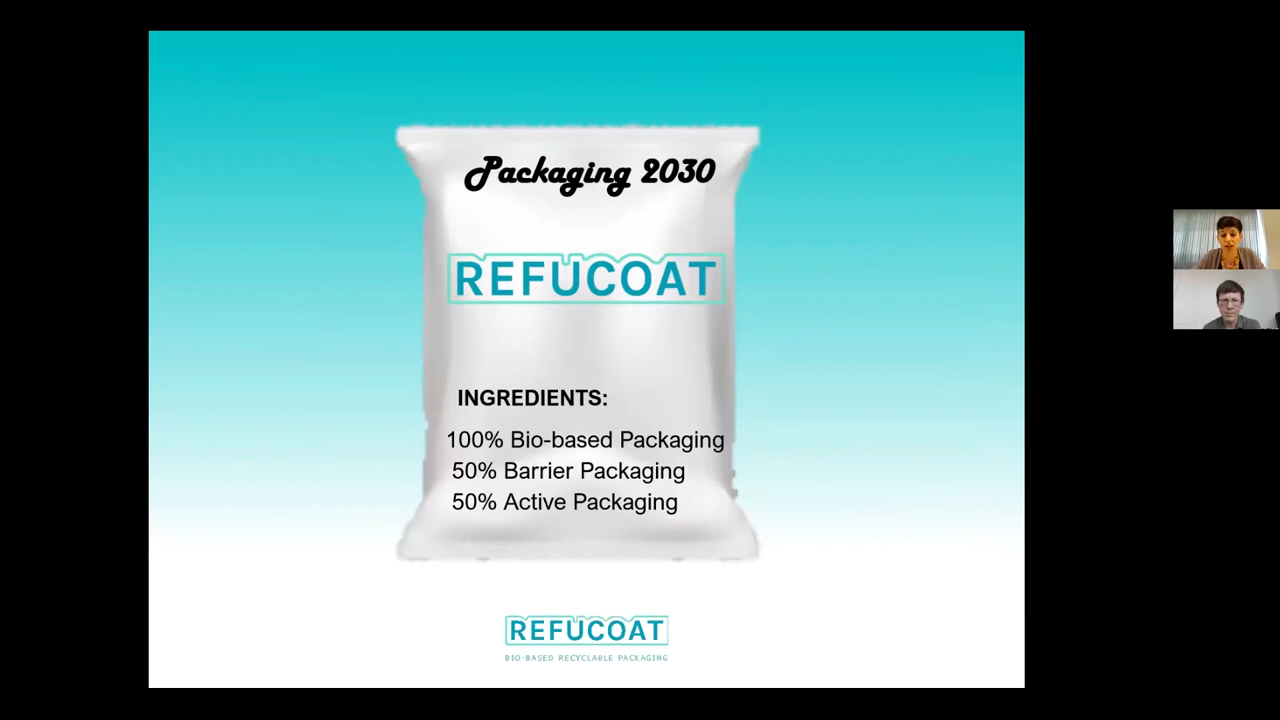 Packaging 2030
REFUCOAT
INGREDIENTS:
100% Bio-based Packaging
50% Barrier Packaging
50% Active Packaging
REFUCOAT
BIO-BASED RECYCLABLE PACKAGING